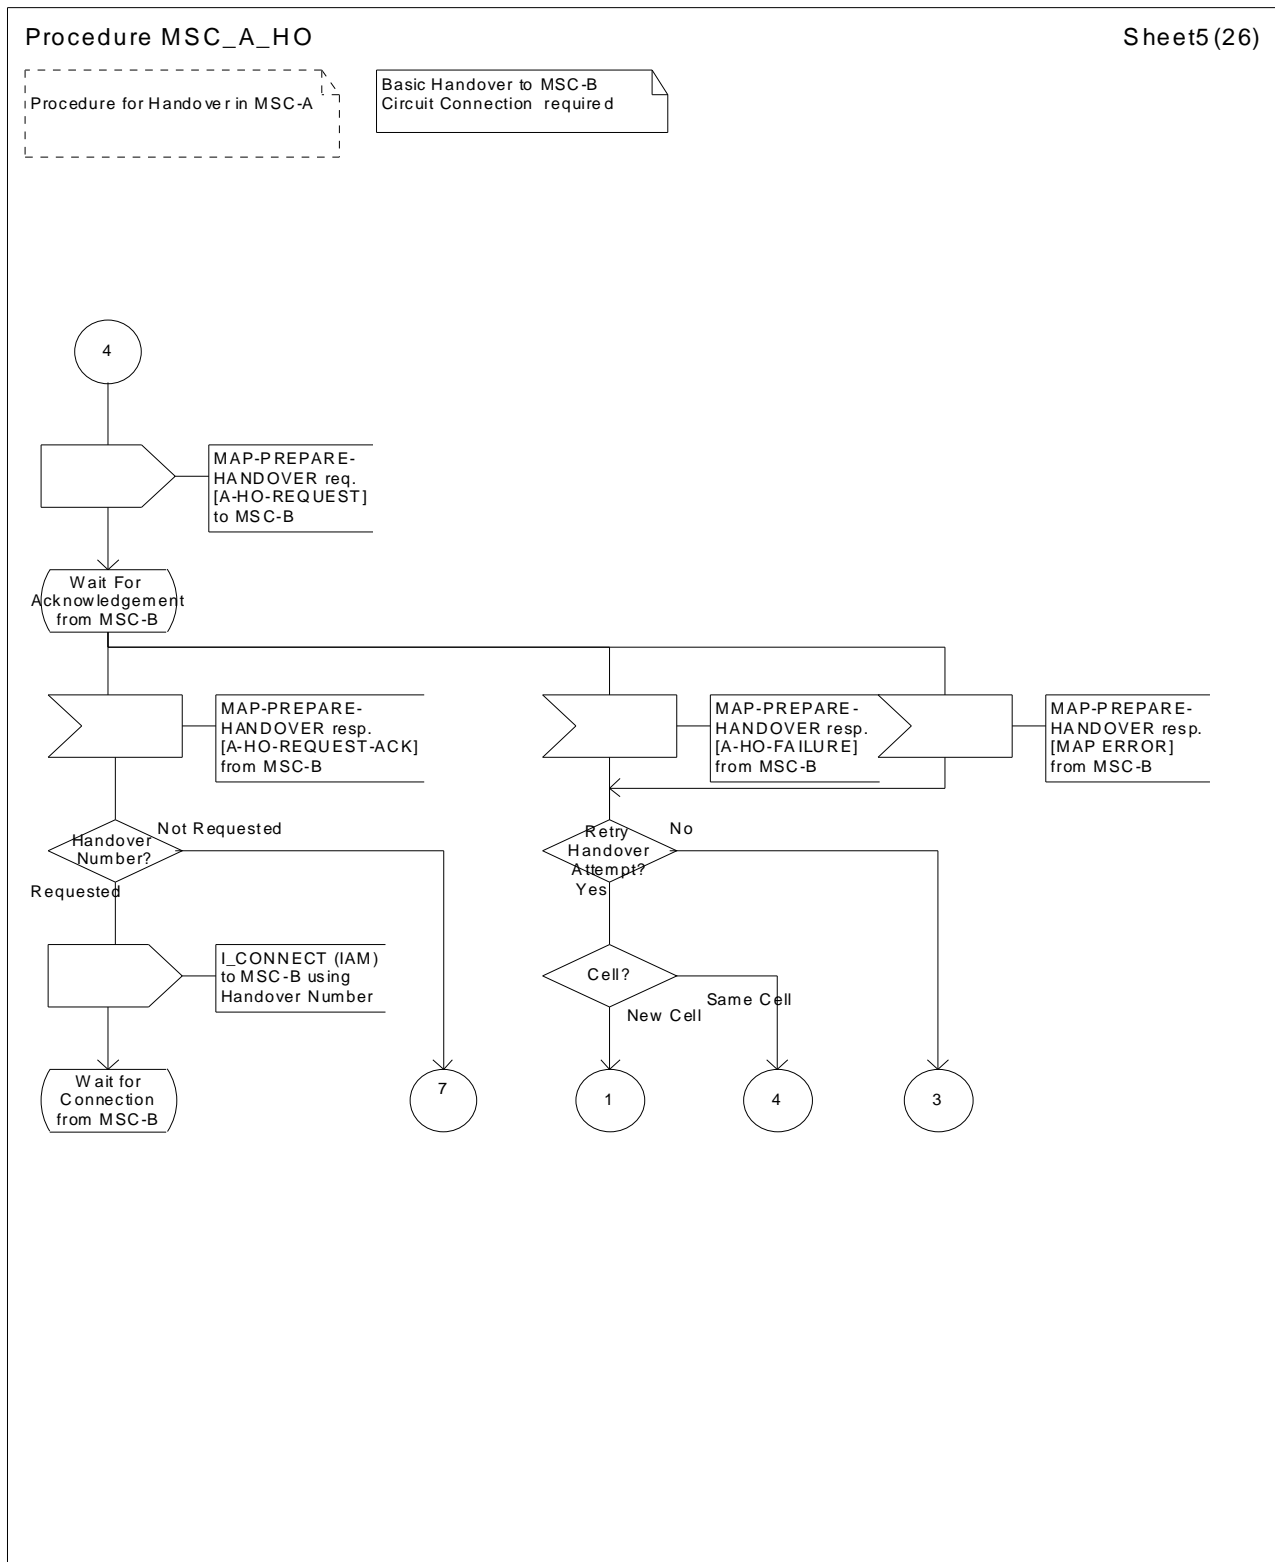 Procedure MSC_A_HO
Sheet5(26)
Procedure for Handover in MSC-A
Basic Handover to MSC-B
Circuit Connection required
4
MAP-PREPARE-
HANDOVER req.
[A-HO-REQUEST]
to MSC-B
Wait For
Acknowledgement
from MSC-B
MAP-PREPARE-
HANDOVER resp.
[A-HO-REQUEST-ACK]
from MSC-B
MAP-PREPARE-
HANDOVER resp.
[A-HO-FAILURE]
from MSC-B
MAP-PREPARE-
HANDOVER resp.
[MAP ERROR]
from MSC-B
Handover
Number?
Not Requested
Requested
Retry
Handover
Attempt?
No
Yes
I_CONNECT (IAM)
to MSC-B using
Handover Number
Cell?
Same Cell
New Cell
Wait for
Connection
from MSC-B
7
1
4
3